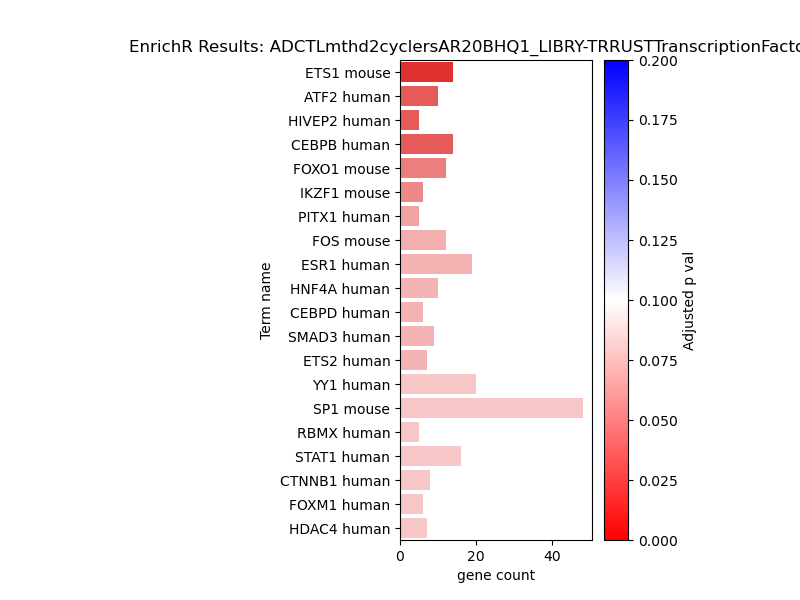 EnrichR Results: ADCTLmthd2cyclersAR20BHQ1_LIBRY-TRRUSTTranscriptionFacto
ETS1 mouse
ATF2 human
HIVEP2 human
CEBPB human
FOXO1 mouse
IKZF1 mouse
PITX1 human
FOS mouse
ESR1 human
HNF4A human
CEBPD human
SMAD3 human
ETS2 human
YY1 human
SP1 mouse
RBMX human
STAT1 human
CTNNB1 human
FOXM1 human
HDAC4 human
Term name
0 20 40
gene count
0.200
0.175
0.150
0.125
0.100
0.075
0.050
0.025
0.000
Adjusted p val